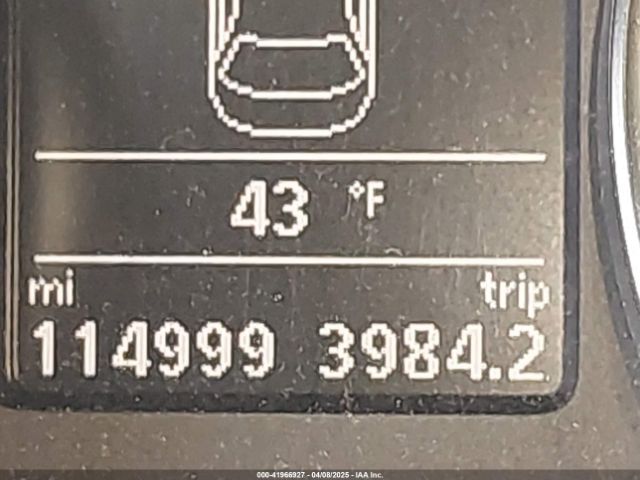 43 °F
mi trip
114999 3984.2
000-41966927 - 04/08/2025 - IAA Inc.